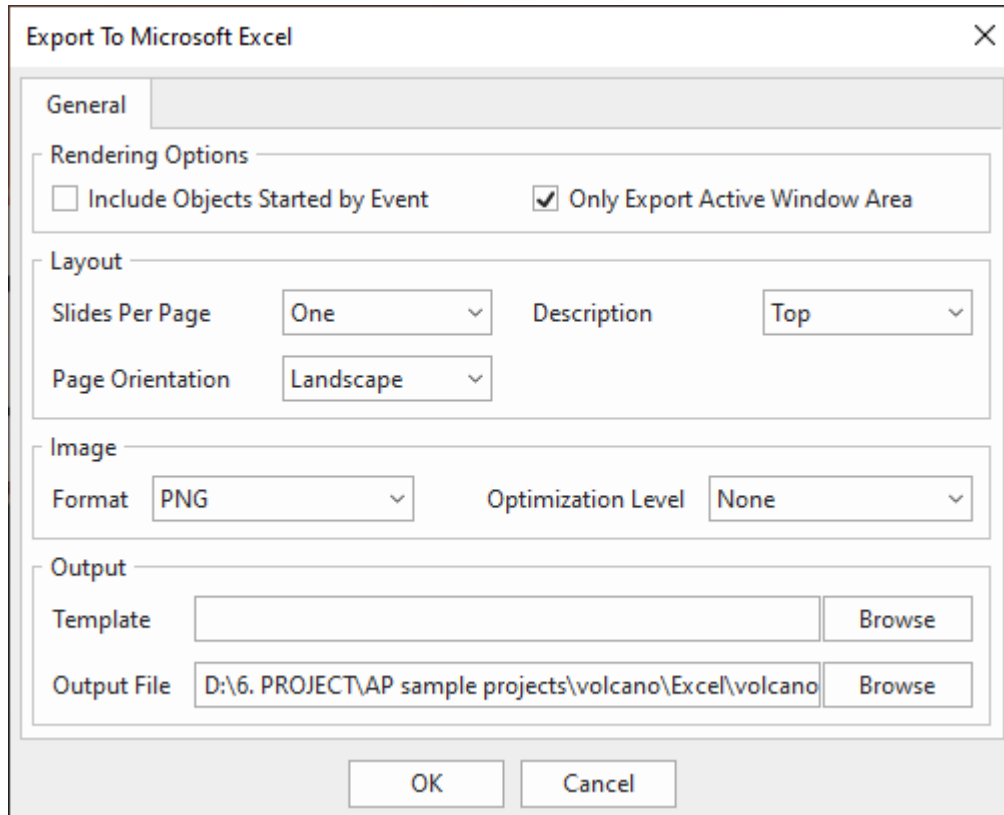 Export To Microsoft Excel
General
Rendering Options
Include Objects Started by Event Only Export Active Window Area
Layout
Slides Per Page One Description Top
Page Orientation Landscape
Image
Format PNG Optimization Level None
Output
Template Browse
Output File D:\6. PROJECT\AP sample projects\volcano\Excel\volcano Browse
OK Cancel